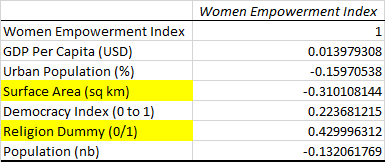 Women Empowerment Index
Women Empowerment Index 1
GDP Per Capita (USD) 0.013979308
Urban Population (%) -0.15970538
Surface Area (sq km) -0.310108144
Democracy Index (0 to 1) 0.223681215
Religion Dummy (0/1) 0.429996312
Population (nb) -0.132061769